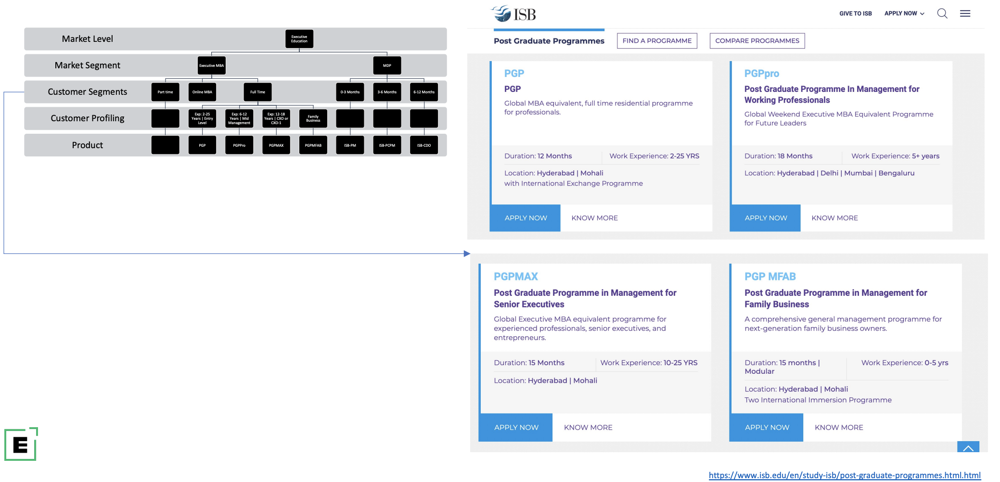 Market Level
Executive
Education
Market Segment
Executive MBA
MDP
Customer Segments
Part time
Online MBA
Full Time
0-3 Months
3-6 Months
6-12 Months
Customer Profiling
Exp: 2-25
Years | Entry
Level
Exp: 6-12
Years | Mid
Management
Exp: 12-18
Years | CXO or
CXO-1
Family
Business
Product
PGP
PGPPro
PGPMAX
PGPMFAB
ISB-PM
ISB-PCPM
ISB-CDO
ISB
GIVE TO ISB
APPLY NOW
Post Graduate Programmes
FIND A PROGRAMME
COMPARE PROGRAMMES
PGP
PGP
Global MBA equivalent, full time residential programme
for professionals.
Duration: 12 Months
Work Experience: 2-25 YRS
Location: Hyderabad | Mohali
with International Exchange Programme
APPLY NOW
KNOW MORE
PGPpro
Post Graduate Programme In Management for
Working Professionals
Global Weekend Executive MBA Equivalent Programme
for Future Leaders
Duration: 18 Months
Work Experience: 5+ years
Location: Hyderabad | Delhi | Mumbai | Bengaluru
APPLY NOW
KNOW MORE
PGPMAX
Post Graduate Programme in Management for
Senior Executives
Global Executive MBA equivalent programme for
experienced professionals, senior executives, and
entrepreneurs.
Duration: 15 Months
Work Experience: 10-25 YRS
Location: Hyderabad | Mohali
APPLY NOW
KNOW MORE
PGP MFAB
Post Graduate Programme in Management for
Family Business
A comprehensive general management programme for
next-generation family business owners.
Duration: 15 months |
Modular
Work Experience: 0-5 yrs
Location: Hyderabad | Mohali
Two International Immersion Programme
APPLY NOW
KNOW MORE
E
https://www.isb.edu/en/study-isb/post-graduate-programmes.html.html